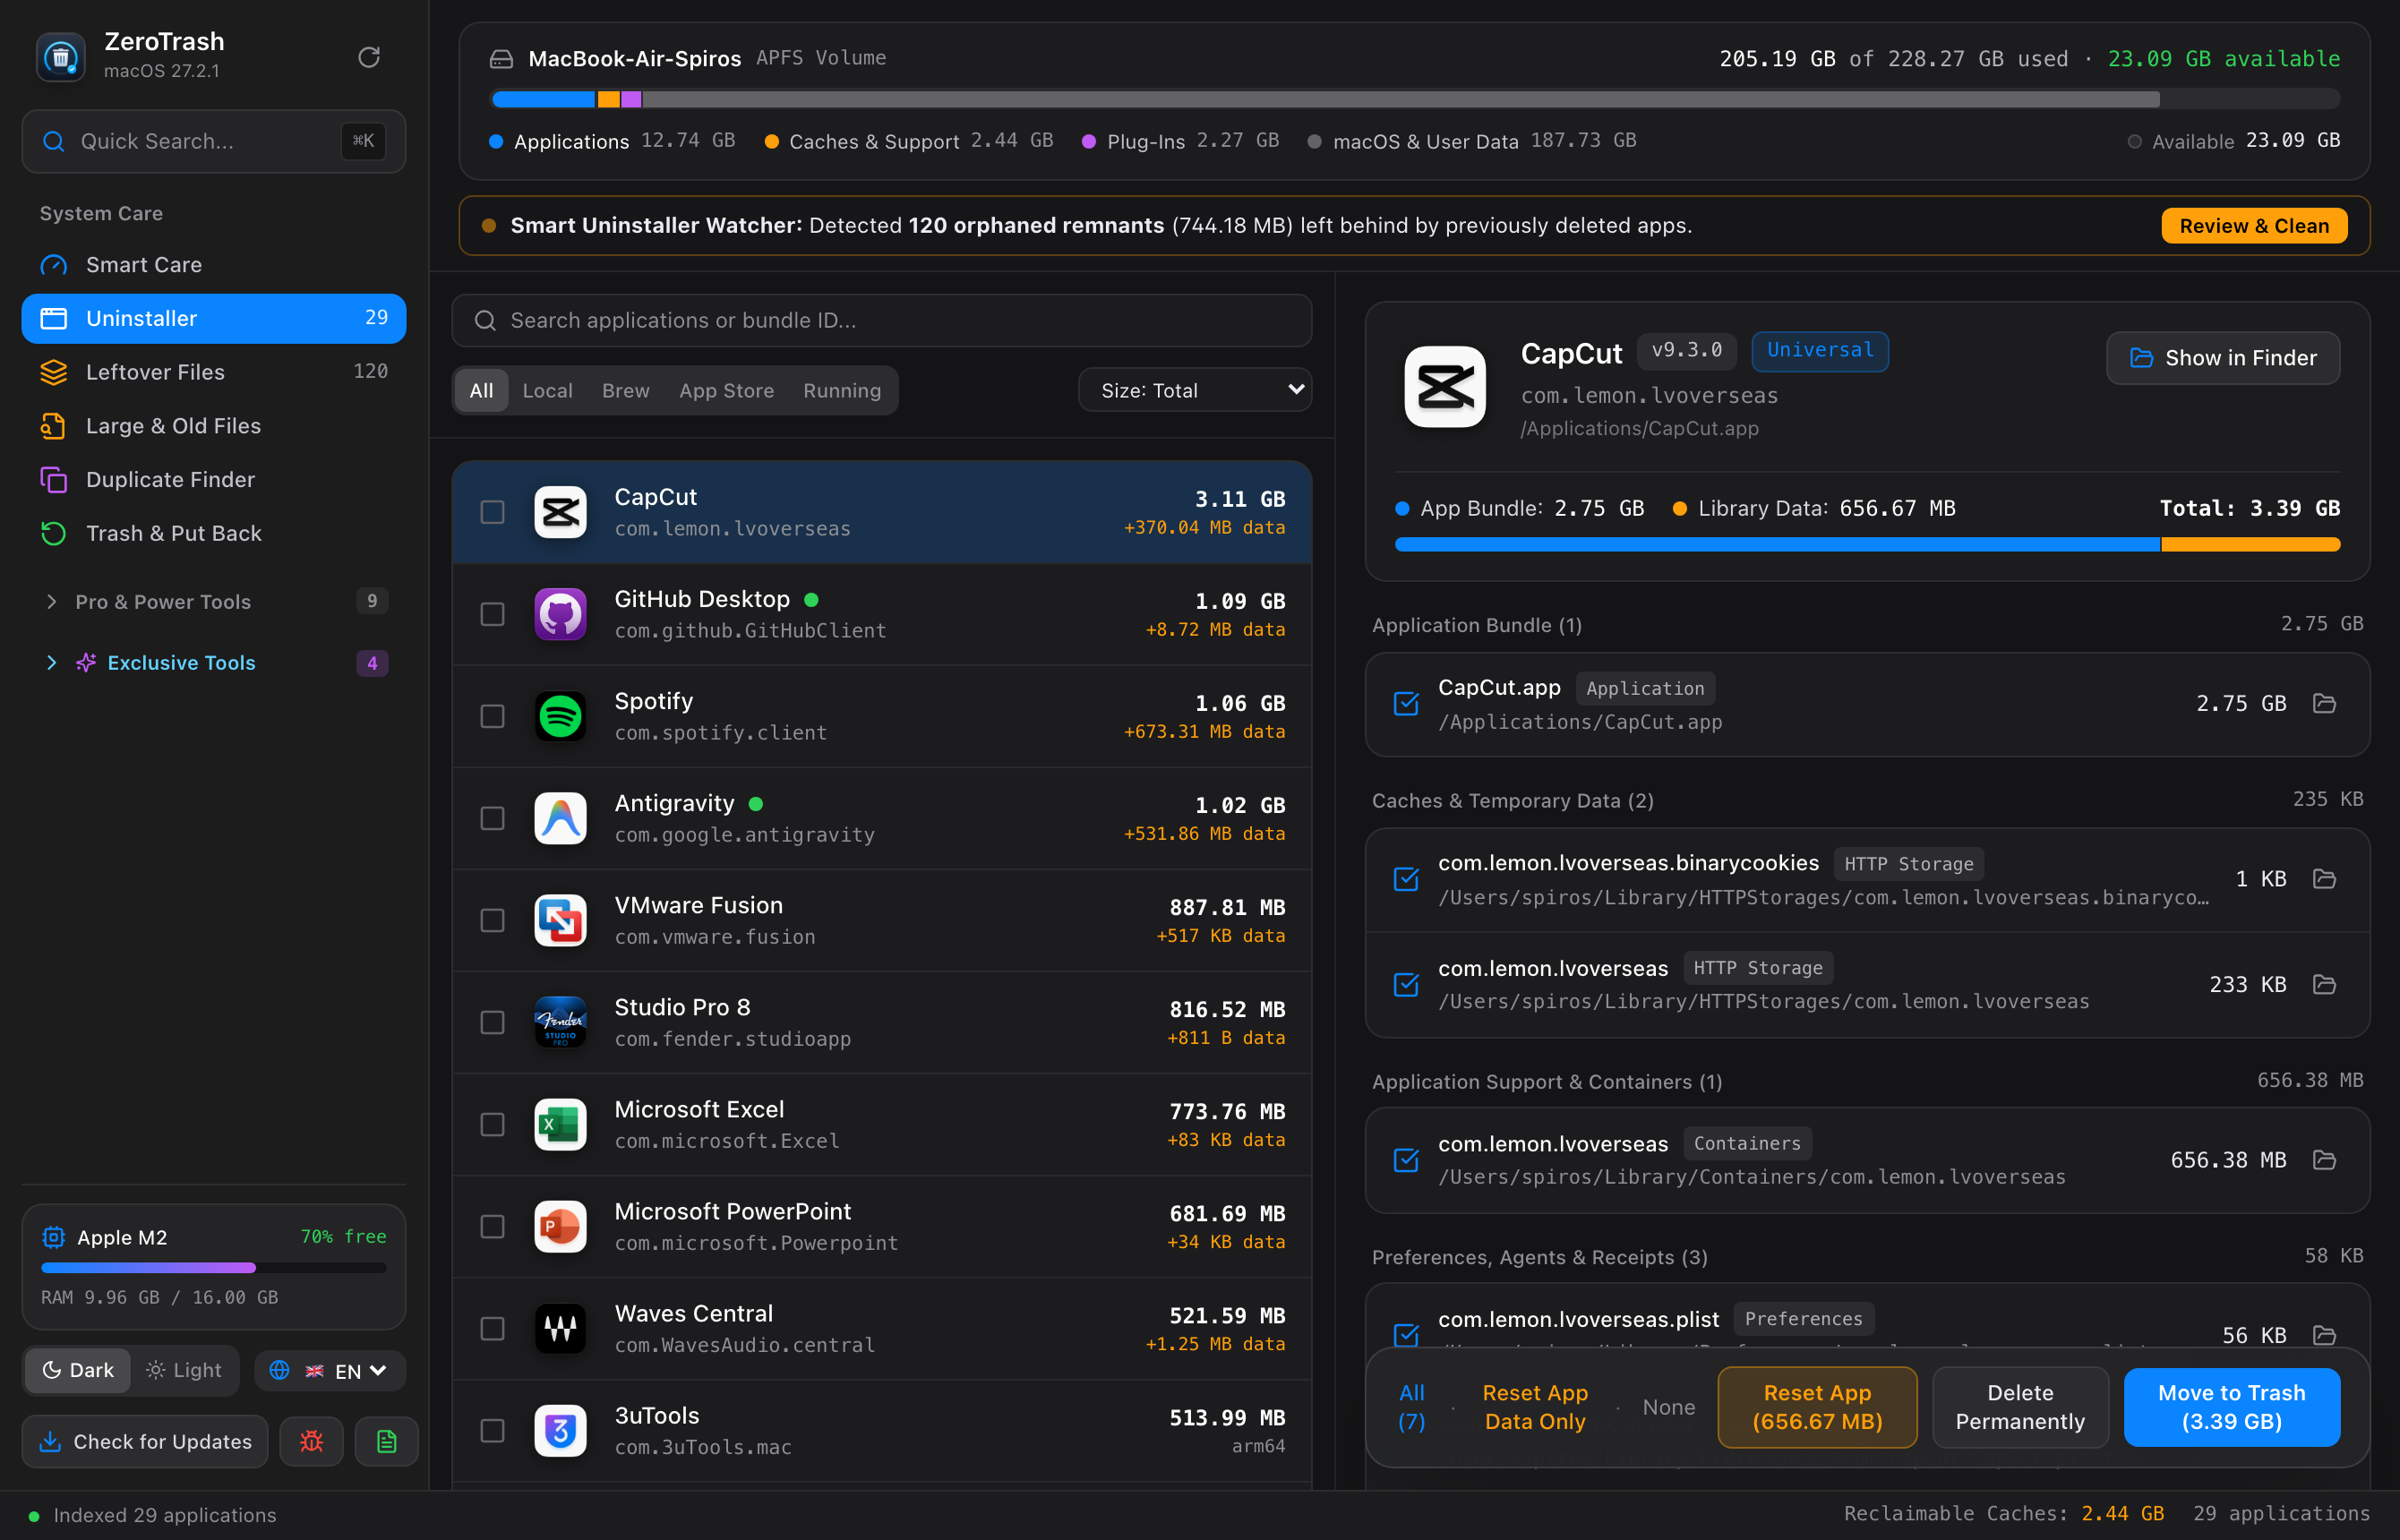 ZeroTrash
macOS 27.2.1
Quick Search...
⌘K
System Care
Smart Care
Uninstaller 29
Leftover Files 120
Large & Old Files
Duplicate Finder
Trash & Put Back
Pro & Power Tools 9
Exclusive Tools 4
Apple M2 70% free
RAM 9.96 GB / 16.00 GB
Dark Light EN
Check for Updates
MacBook-Air-Spiros APFS Volume 205.19 GB of 228.27 GB used · 23.09 GB available
Applications 12.74 GB Caches & Support 2.44 GB Plug-Ins 2.27 GB macOS & User Data 187.73 GB Available 23.09 GB
Smart Uninstaller Watcher: Detected 120 orphaned remnants (744.18 MB) left behind by previously deleted apps. Review & Clean
Search applications or bundle ID...
All Local Brew App Store Running Size: Total
CapCut 3.11 GB
com.lemon.lvoverseas +370.04 MB data
GitHub Desktop 1.09 GB
com.github.GitHubClient +8.72 MB data
Spotify 1.06 GB
com.spotify.client +673.31 MB data
Antigravity 1.02 GB
com.google.antigravity +531.86 MB data
VMware Fusion 887.81 MB
com.vmware.fusion +517 KB data
Fender
STUDIO
PRO
Studio Pro 8 816.52 MB
com.fender.studioapp +811 B data
X
Microsoft Excel 773.76 MB
com.microsoft.Excel +83 KB data
P
Microsoft PowerPoint 681.69 MB
com.microsoft.Powerpoint +34 KB data
Waves Central 521.59 MB
com.WavesAudio.central +1.25 MB data
3
3uTools 513.99 MB
com.3uTools.mac arm64
CapCut v9.3.0 Universal Show in Finder
com.lemon.lvoverseas
/Applications/CapCut.app
App Bundle: 2.75 GB Library Data: 656.67 MB Total: 3.39 GB
Application Bundle (1) 2.75 GB
CapCut.app Application 2.75 GB
/Applications/CapCut.app
Caches & Temporary Data (2) 235 KB
com.lemon.lvoverseas.binarycookies HTTP Storage 1 KB
/Users/spiros/Library/HTTPStorages/com.lemon.lvoverseas.binaryco…
com.lemon.lvoverseas HTTP Storage 233 KB
/Users/spiros/Library/HTTPStorages/com.lemon.lvoverseas
Application Support & Containers (1) 656.38 MB
com.lemon.lvoverseas Containers 656.38 MB
/Users/spiros/Library/Containers/com.lemon.lvoverseas
Preferences, Agents & Receipts (3) 58 KB
com.lemon.lvoverseas.plist Preferences 56 KB
All (7) · Reset App Data Only · None
Reset App (656.67 MB)
Delete Permanently
Move to Trash (3.39 GB)
Indexed 29 applications
Reclaimable Caches: 2.44 GB 29 applications